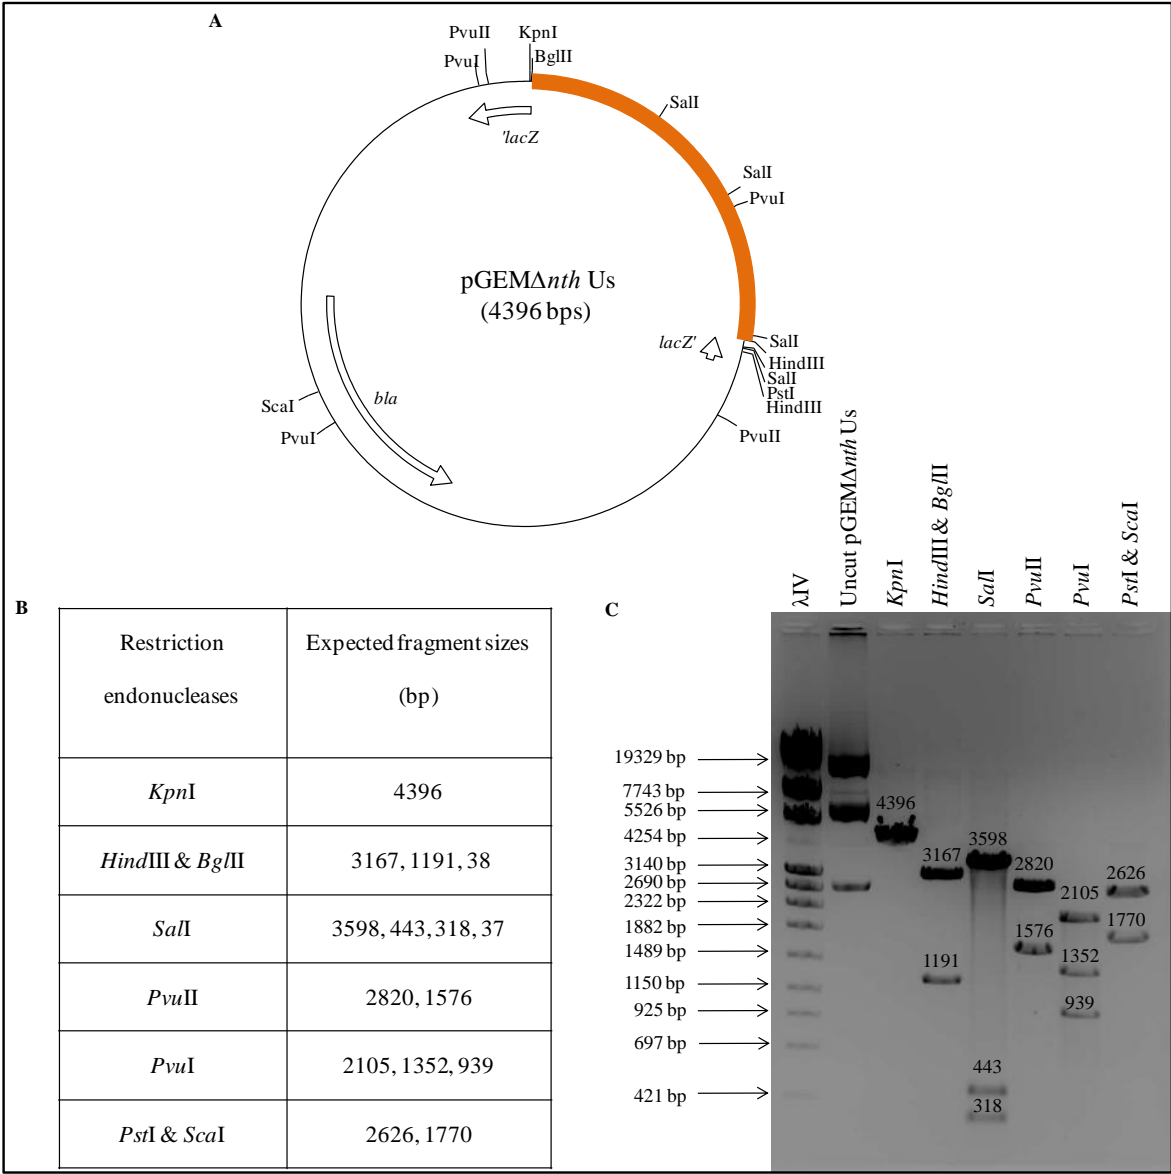 A
PvuII
KpnI
PvuI
BglII
SalI
'lacZ
SalI
PvuI
pGEMΔnth Us
(4396 bps)
lacZ'
SalI
HindIII
SalI
PstI
HindIII
PvuII
bla
ScaI
PvuI
B
Restriction endonucleases
Expected fragment sizes (bp)
KpnI
4396
HindIII & BglII
3167, 1191, 38
SalI
3598, 443, 318, 37
PvuII
2820, 1576
PvuI
2105, 1352, 939
PstI & ScaI
2626, 1770
C
λIV
Uncut pGEMΔnth Us
KpnI
HindIII & BglII
SalI
PvuII
PvuI
PstI & ScaI
19329 bp
7743 bp
5526 bp
4254 bp
3140 bp
2690 bp
2322 bp
1882 bp
1489 bp
1150 bp
925 bp
697 bp
421 bp
4396
3167
1191
3598
443
318
2820
1576
2105
1352
939
2626
1770